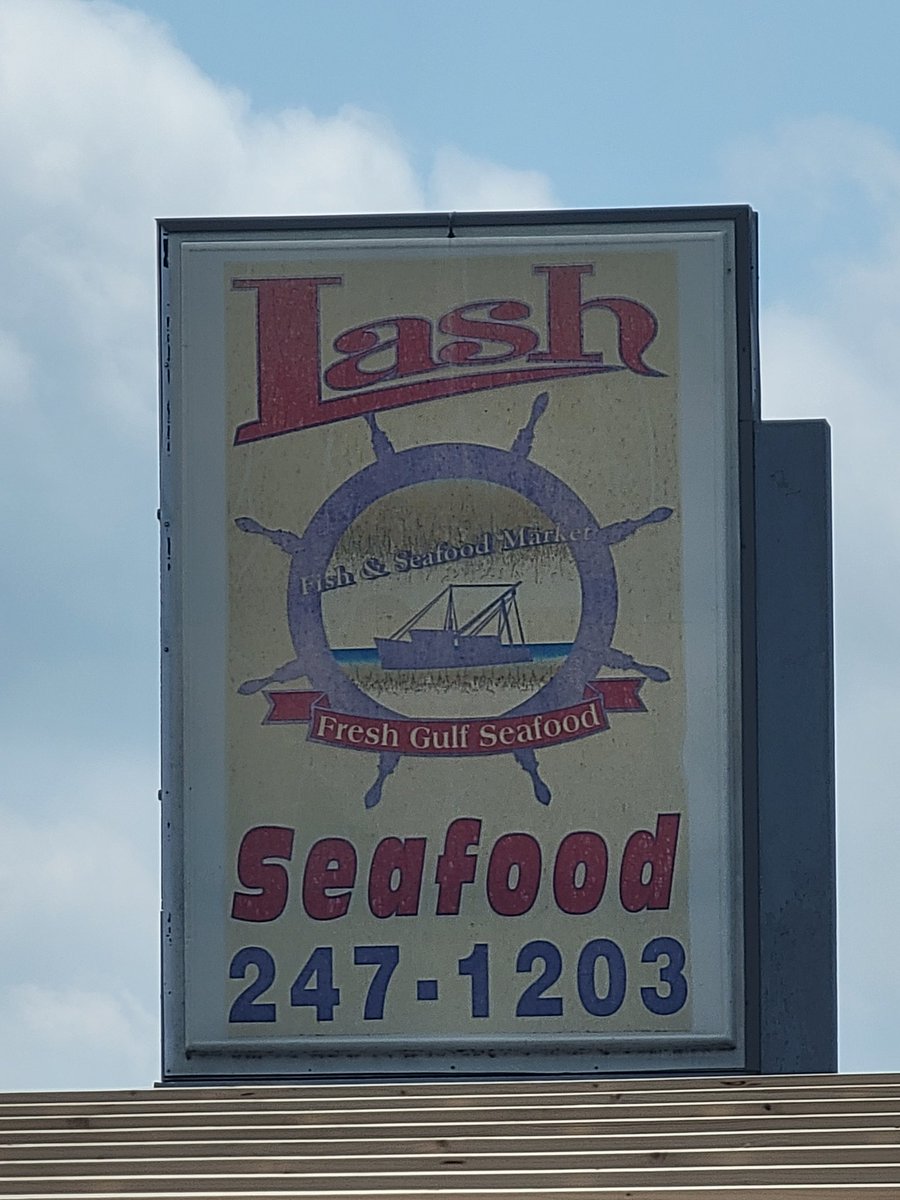 Lash
Fish & Seafood Market
Fresh Gulf Seafood
Seafood
247-1203